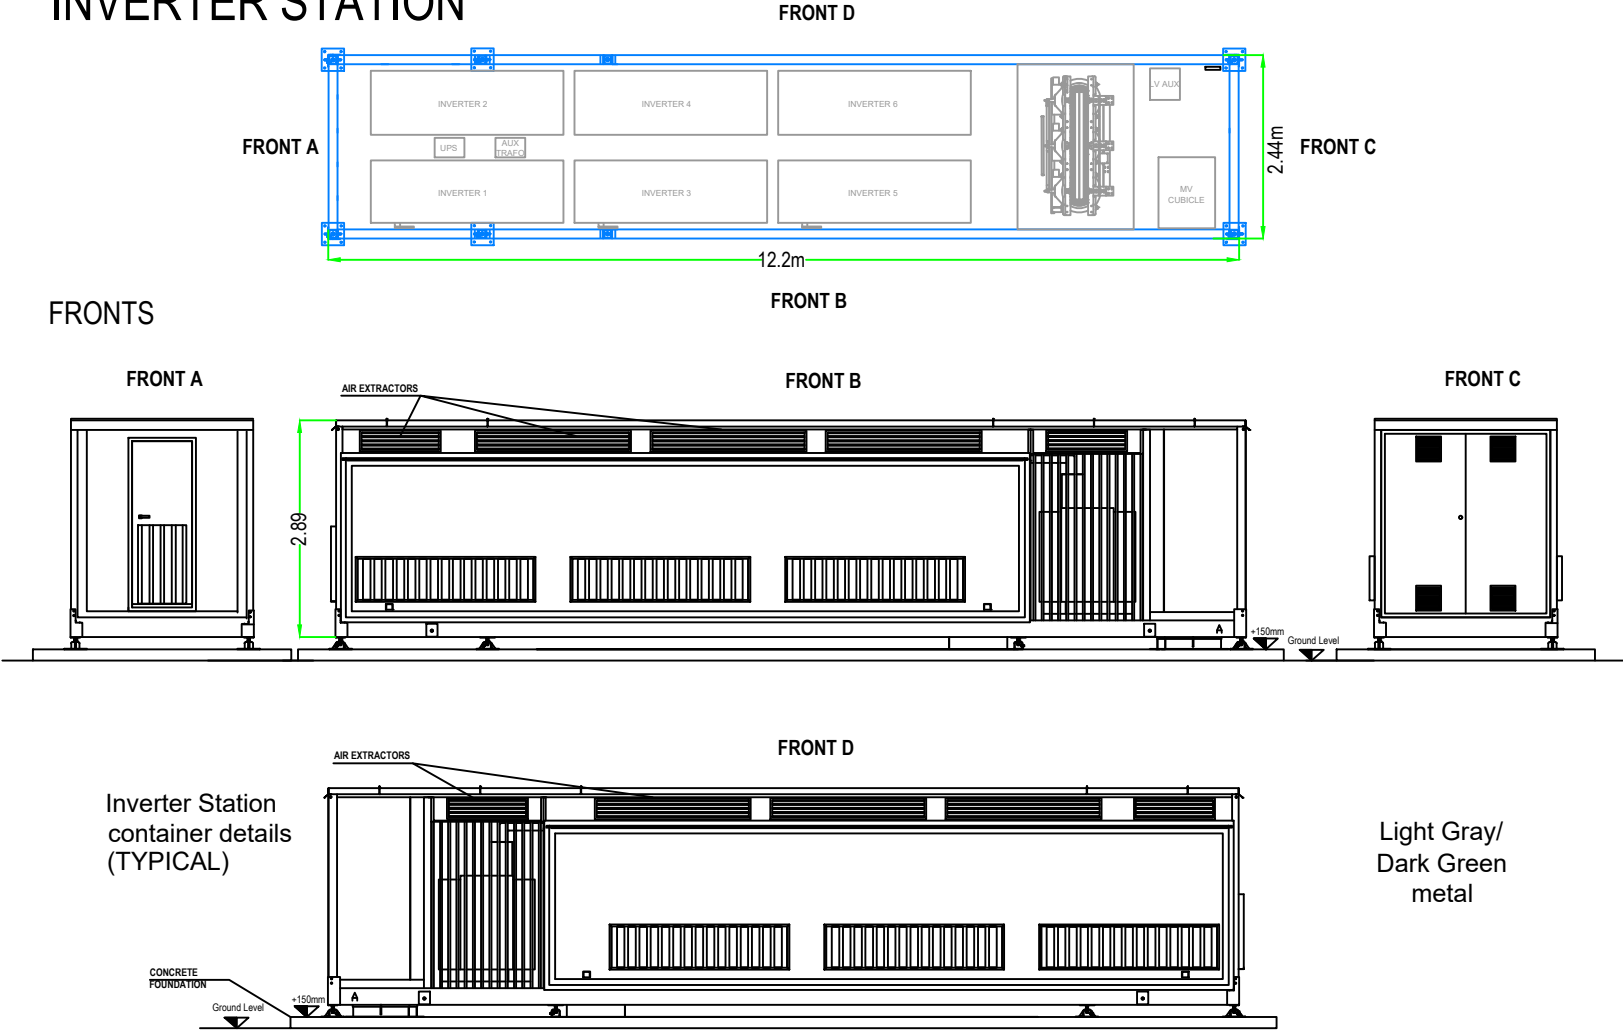 INVERTER STATION
FRONT D
INVERTER 2
INVERTER 4
INVERTER 6
LV AUX
FRONT A
UPS
AUX
TRAFO
2.44m
FRONT C
INVERTER 1
INVERTER 3
INVERTER 5
MV
CUBICLE
12.2m
FRONT B
FRONTS
FRONT A
FRONT B
FRONT C
AIR EXTRACTORS
2.89
A
+150mm
Ground Level
FRONT D
AIR EXTRACTORS
Inverter Station
container details
(TYPICAL)
Light Gray/
Dark Green
metal
CONCRETE
FOUNDATION
Ground Level
+150mm
A